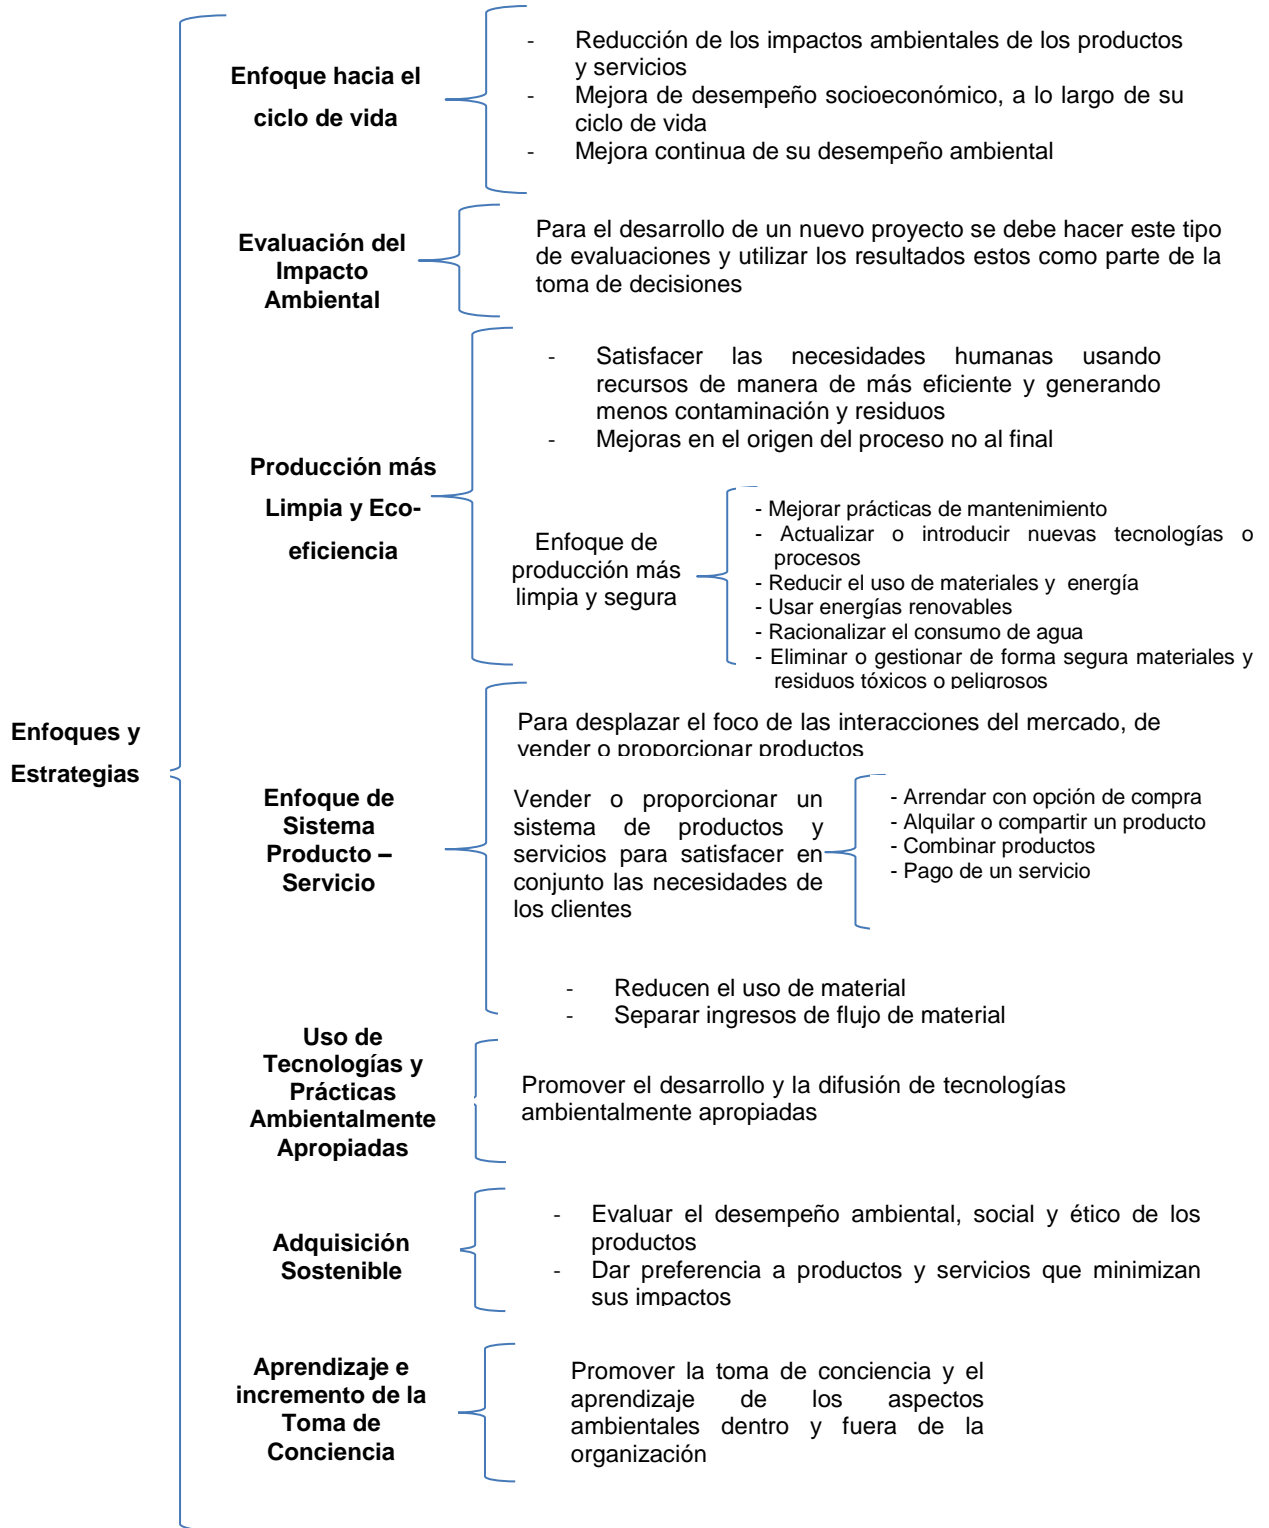 Enfoques y
Estrategias
Enfoque hacia el
ciclo de vida
- Reducción de los impactos ambientales de los productos
y servicios
- Mejora de desempeño socioeconómico, a lo largo de su
ciclo de vida
- Mejora continua de su desempeño ambiental
Evaluación del
Impacto
Ambiental
Para el desarrollo de un nuevo proyecto se debe hacer este tipo
de evaluaciones y utilizar los resultados estos como parte de la
toma de decisiones
Producción más
Limpia y Eco-
eficiencia
- Satisfacer las necesidades humanas usando
recursos de manera de más eficiente y generando
menos contaminación y residuos
- Mejoras en el origen del proceso no al final
Enfoque de
producción más
limpia y segura
- Mejorar prácticas de mantenimiento
- Actualizar o introducir nuevas tecnologías o
procesos
- Reducir el uso de materiales y energía
- Usar energías renovables
- Racionalizar el consumo de agua
- Eliminar o gestionar de forma segura materiales y
residuos tóxicos o peligrosos
Enfoque de
Sistema
Producto –
Servicio
Para desplazar el foco de las interacciones del mercado, de
vender o proporcionar productos
Vender o proporcionar un
sistema de productos y
servicios para satisfacer en
conjunto las necesidades de
los clientes
- Arrendar con opción de compra
- Alquilar o compartir un producto
- Combinar productos
- Pago de un servicio
- Reducen el uso de material
- Separar ingresos de flujo de material
Uso de
Tecnologías y
Prácticas
Ambientalmente
Apropiadas
Promover el desarrollo y la difusión de tecnologías
ambientalmente apropiadas
Adquisición
Sostenible
- Evaluar el desempeño ambiental, social y ético de los
productos
- Dar preferencia a productos y servicios que minimizan
sus impactos
Aprendizaje e
incremento de la
Toma de
Conciencia
Promover la toma de conciencia y el
aprendizaje de los aspectos
ambientales dentro y fuera de la
organización